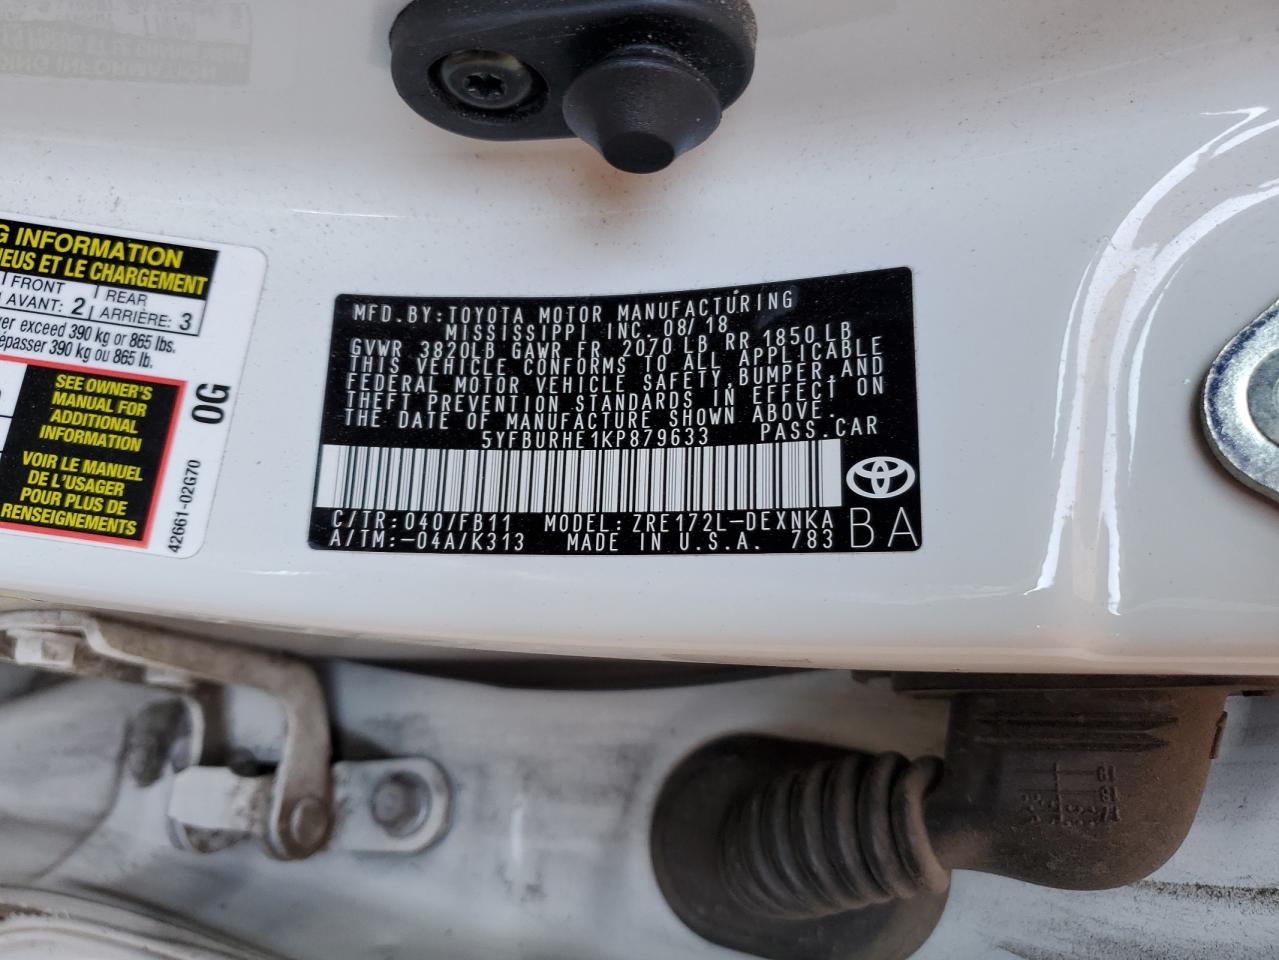 G INFORMATION
NEUS ET LE CHARGEMENT
FRONT
AVANT: 2
REAR
ARRIÈRE: 3
ver exceed 390 kg or 865 lbs.
épasser 390 kg ou 865 lb.
SEE OWNER'S
MANUAL FOR
ADDITIONAL
INFORMATION
VOIR LE MANUEL
DE L'USAGER
POUR PLUS DE
RENSEIGNEMENTS
0G
42661-02G70
MFD.BY:TOYOTA MOTOR MANUFACTURING
MISSISSIPPI INC. 08/18
GVWR 3820LB GAWR FR 2070 LB RR 1850LB
THIS VEHICLE CONFORMS TO ALL APPLICABLE
FEDERAL MOTOR VEHICLE SAFETY,BUMPER,AND
THEFT PREVENTION STANDARDS IN EFFECT ON
THE DATE OF MANUFACTURE SHOWN ABOVE.
5YFBURHE1KP879633 PASS.CAR
C/TR:040/FB11 MODEL:ZRE172L-DEXNKA
A/TM:-04A/K313 MADE IN U.S.A. 783
BA